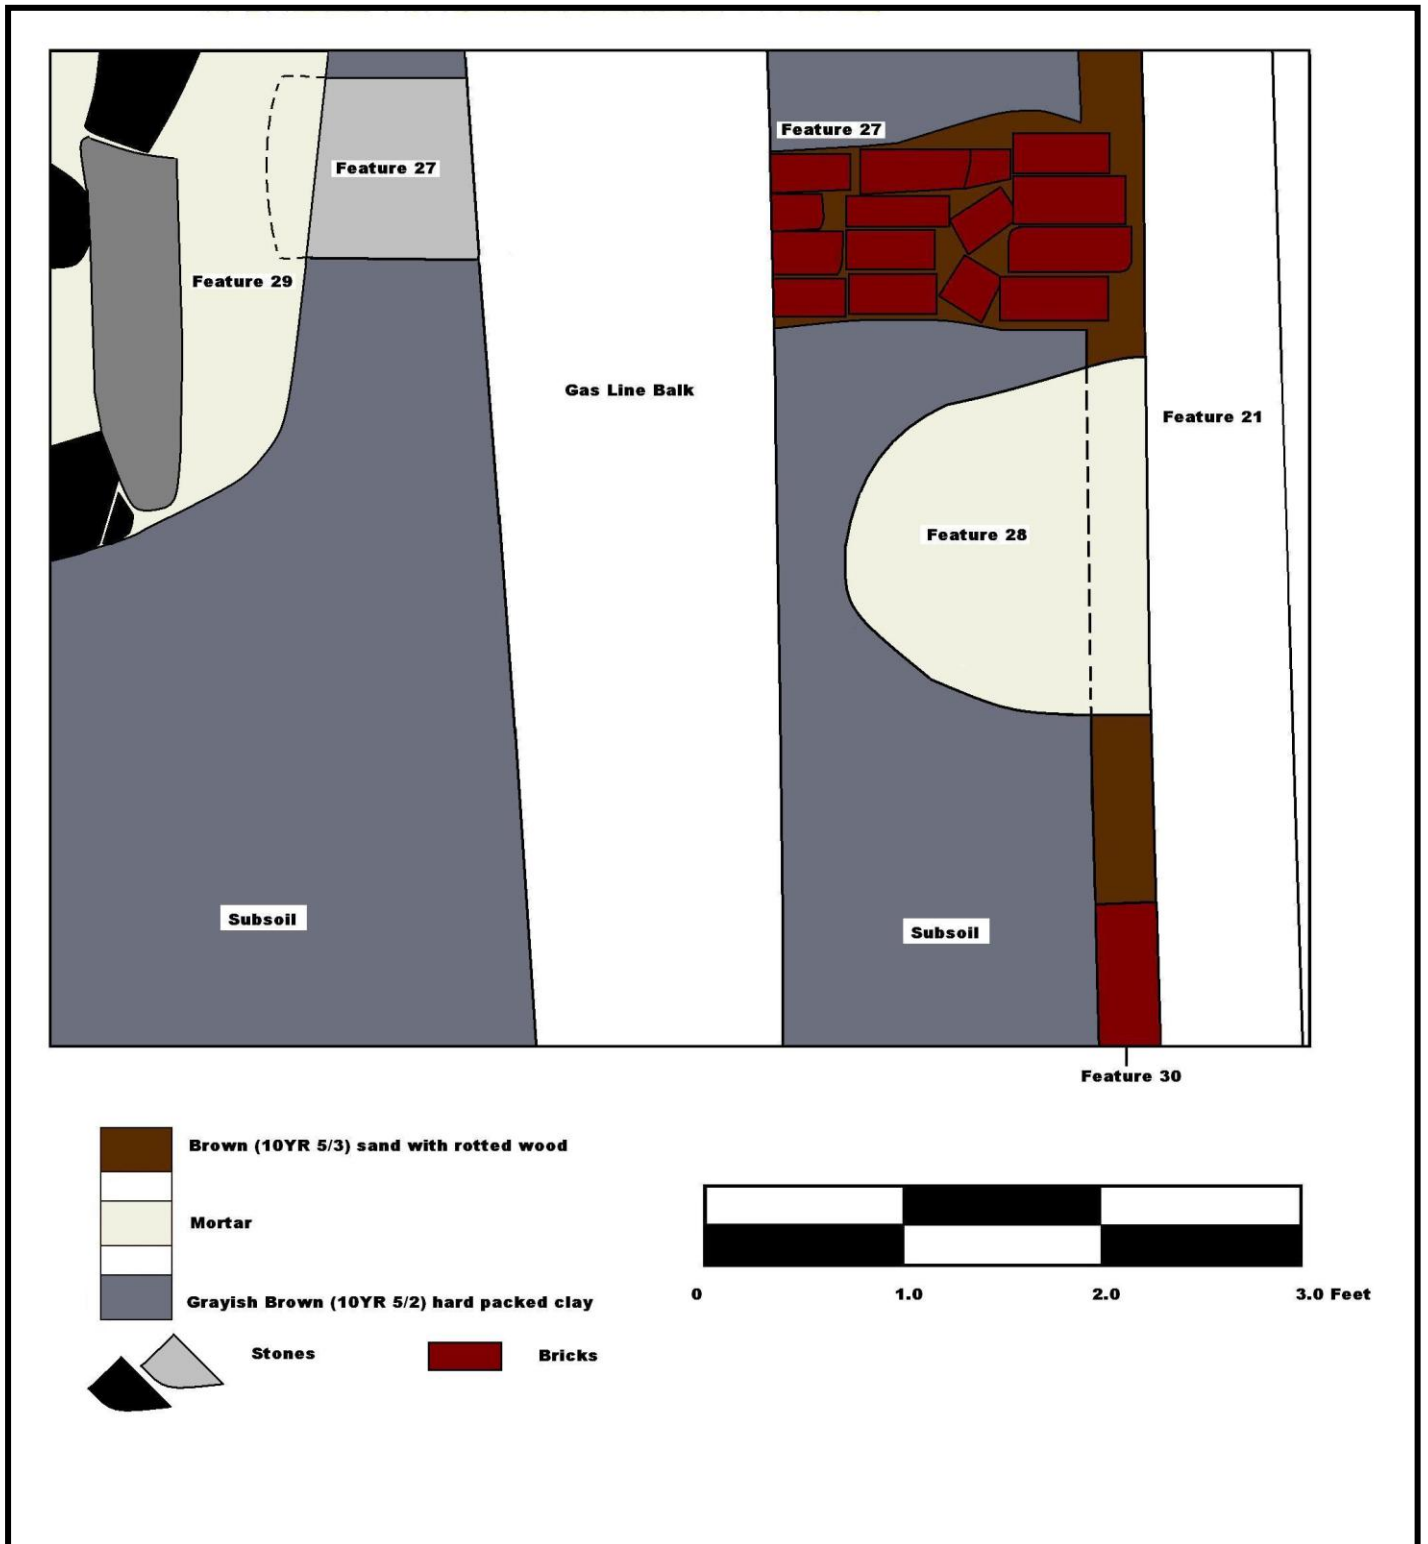 Feature 27
Feature 27
Feature 29
Gas Line Balk
Feature 21
Feature 28
Subsoil
Subsoil
Feature 30
Brown (10YR 5/3) sand with rotted wood
Mortar
Grayish Brown (10YR 5/2) hard packed clay
Stones
Bricks
0 1.0 2.0 3.0 Feet